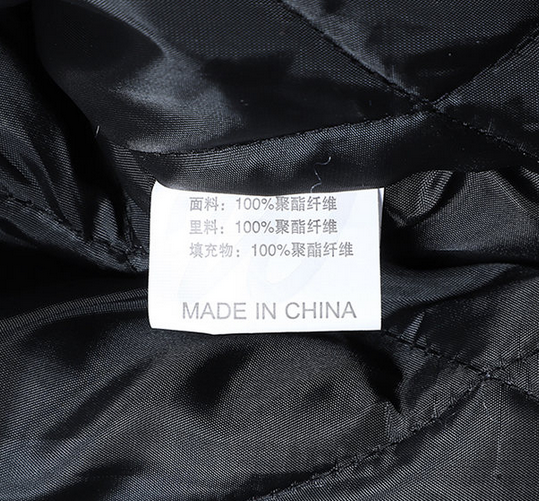 面料：100%聚酯纤维
里料：100%聚酯纤维
填充物：100%聚酯纤维
MADE IN CHINA